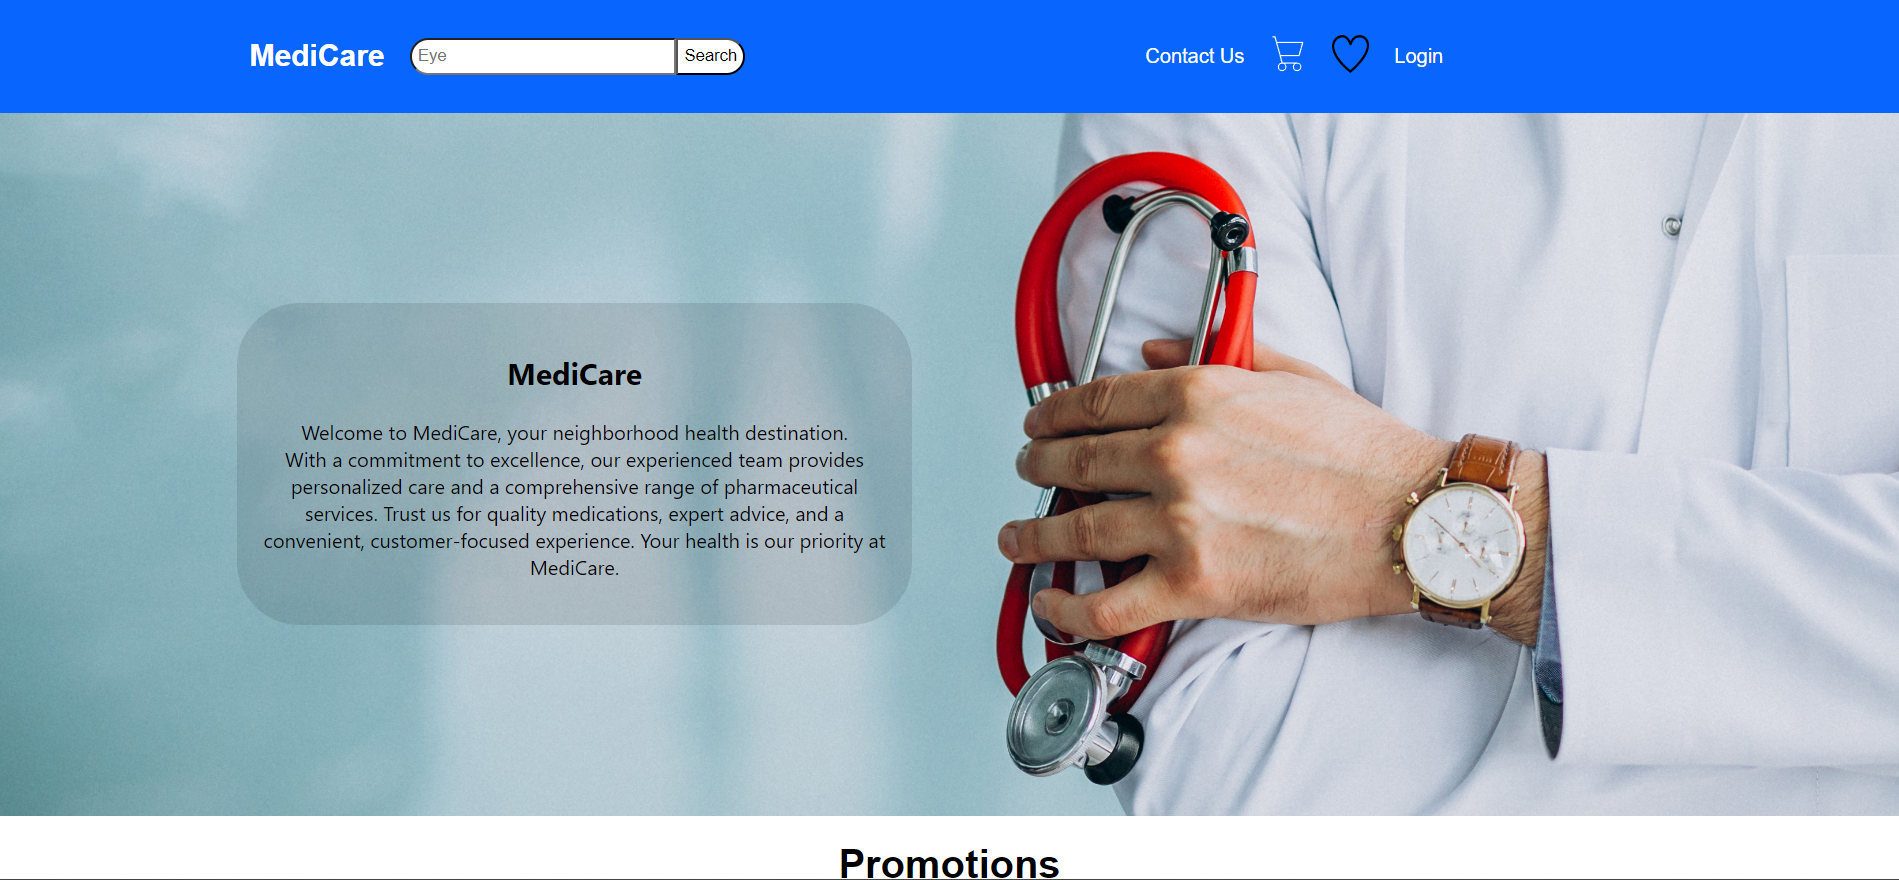 MediCare
Eye
Search
Contact Us
Login
MediCare
Welcome to MediCare, your neighborhood health destination.
With a commitment to excellence, our experienced team provides
personalized care and a comprehensive range of pharmaceutical
services. Trust us for quality medications, expert advice, and a
convenient, customer-focused experience. Your health is our priority at
MediCare.
Promotions